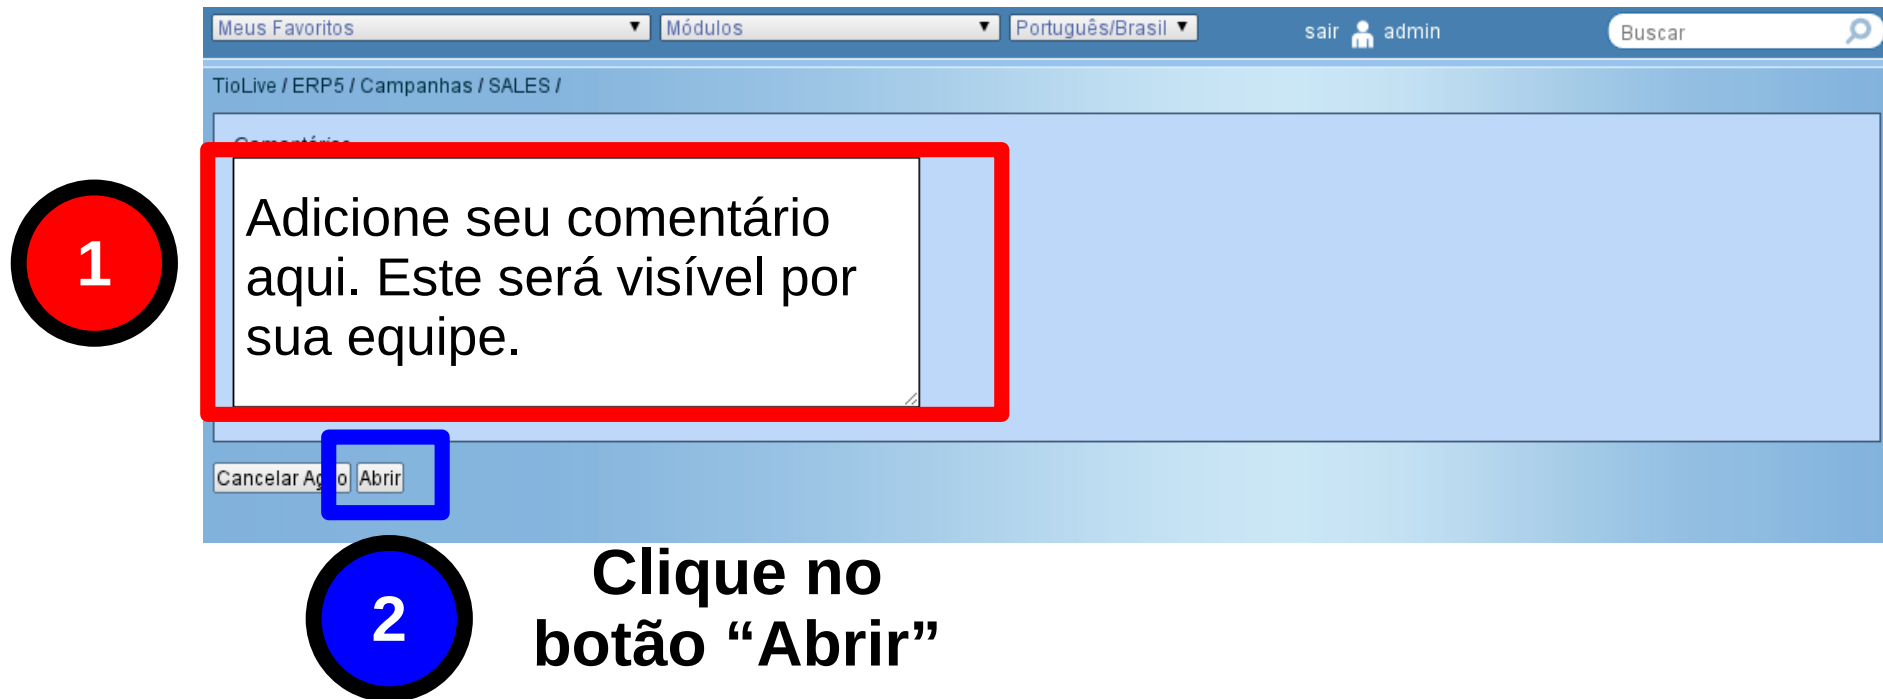 Meus Favoritos Módulos Português/Brasil sair admin Buscar
TioLive / ERP5 / Campanhas / SALES /
1
Adicione seu comentário
aqui. Este será visível por
sua equipe.
Cancelar Abrir
2
Clique no
botão “Abrir”